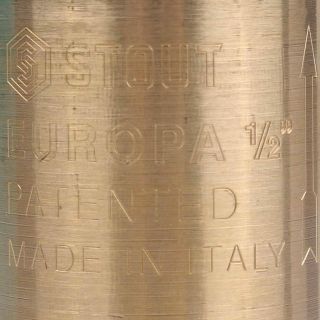 STOUT
EUROPA 1/2"
PATENTED
MADE IN ITALY